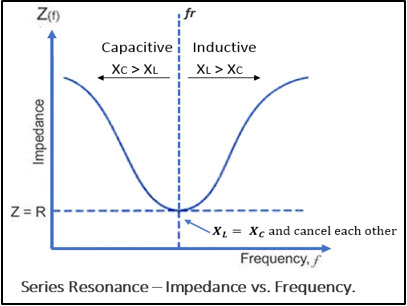 Z(f)
fr
Capacitive
Inductive
XC > XL
XL > XC
Impedance
Z = R
XL = XC and cancel each other
Frequency, f
Series Resonance – Impedance vs. Frequency.